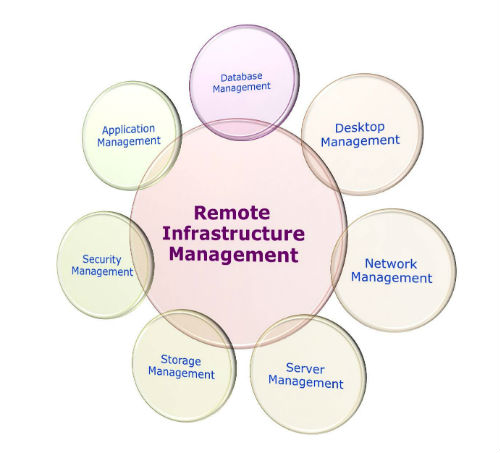 Database
Management
Desktop
Management
Application
Management
Remote
Infrastructure
Management
Network
Management
Security
Management
Server
Management
Storage
Management